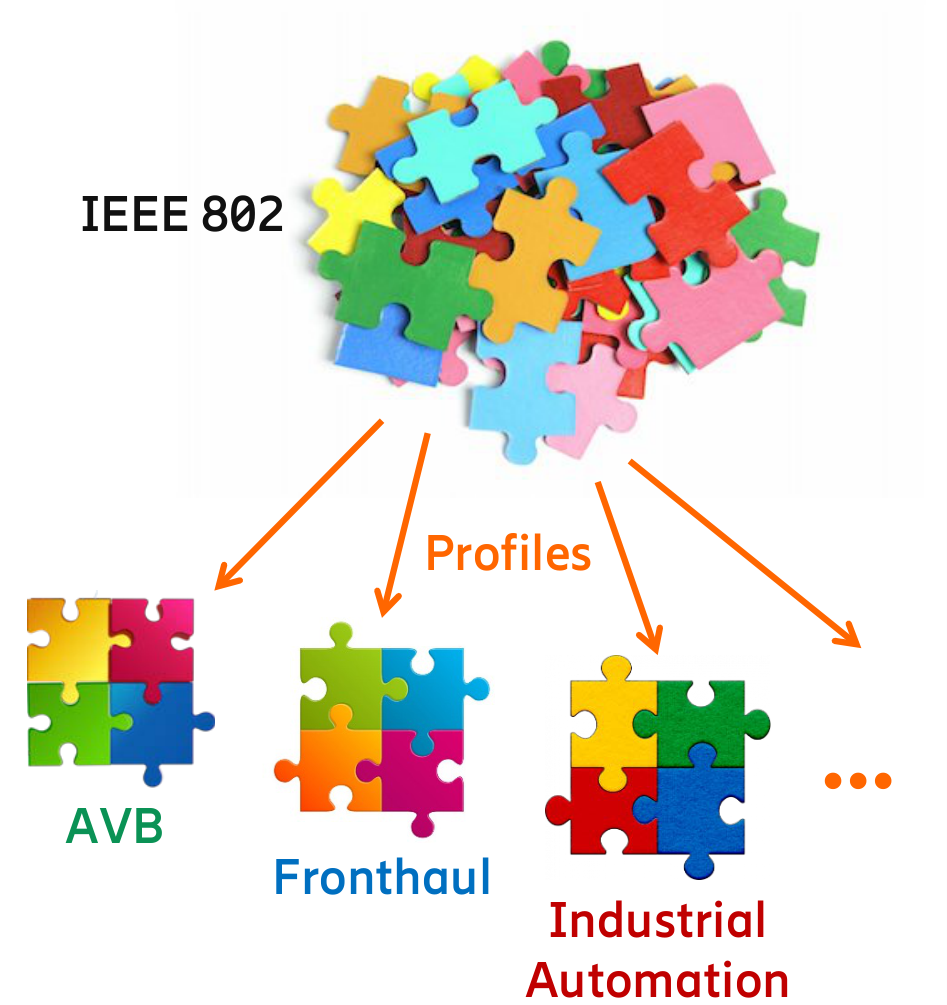 IEEE 802
Profiles
AVB
Fronthaul
Industrial
Automation